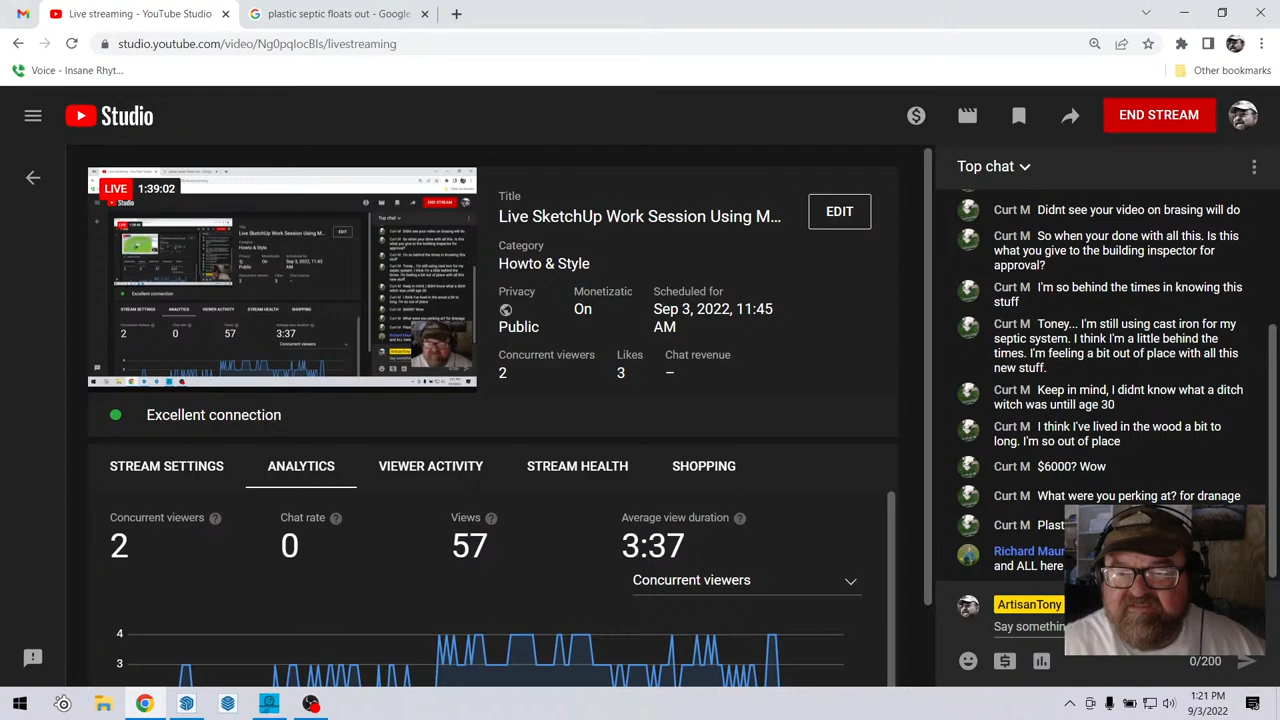 Live streaming - YouTube Studio
plastic septic floats out - Google
studio.youtube.com/video/Ng0pqIocBIs/livestreaming
Voice - Insane Rhyt...
Other bookmarks
Studio
END STREAM
LIVE 1:39:02
Title
Live SketchUp Work Session Using M...
EDIT
Category
Howto & Style
Privacy
Public
Monetizatic
On
Scheduled for
Sep 3, 2022, 11:45
AM
Concurrent viewers
2
Likes
3
Chat revenue
–
Excellent connection
STREAM SETTINGS
ANALYTICS
VIEWER ACTIVITY
STREAM HEALTH
SHOPPING
Concurrent viewers
2
Chat rate
0
Views
57
Average view duration
3:37
Concurrent viewers
4
3
Top chat
Curt M Didnt see your video on brasing will do
Curt M So when your done with all this. Is this
what you give to the building inspector for
approval?
Curt M I'm so behind the times in knowing this
stuff
Curt M Toney... I'm still using cast iron for my
septic system. I think I'm a little behind the
times. I'm feeling a bit out of place with all this
new stuff.
Curt M Keep in mind, I didnt know what a ditch
witch was untill age 30
Curt M I think I've lived in the wood a bit to
long. I'm so out of place
Curt M $6000? Wow
Curt M What were you perking at? for dranage
Curt M Plast
Richard Maur
and ALL here
ArtisanTony
Say somethin
0/200
1:21 PM
9/3/2022